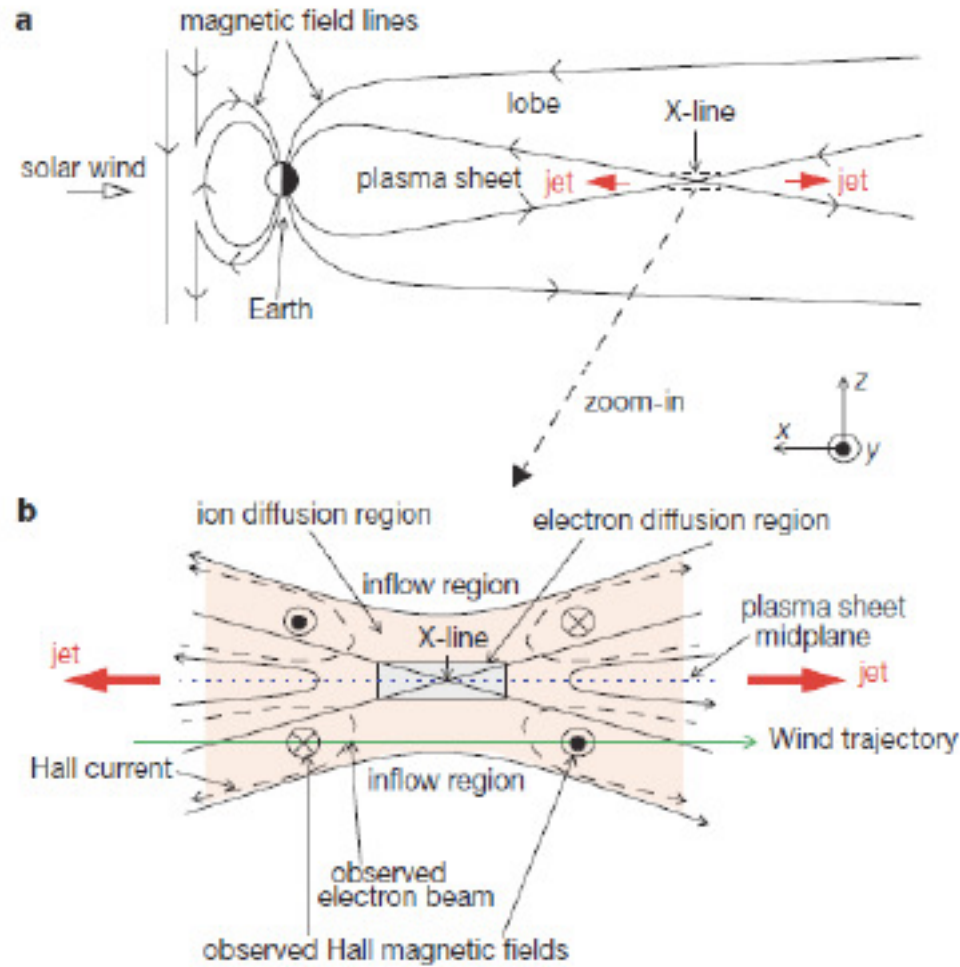 a
magnetic field lines
lobe
X-line
solar wind
plasma sheet
jet
jet
Earth
zoom-in
z
x
y
b
ion diffusion region
electron diffusion region
inflow region
plasma sheet
midplane
X-line
jet
jet
Wind trajectory
Hall current
inflow region
observed
electron beam
observed Hall magnetic fields